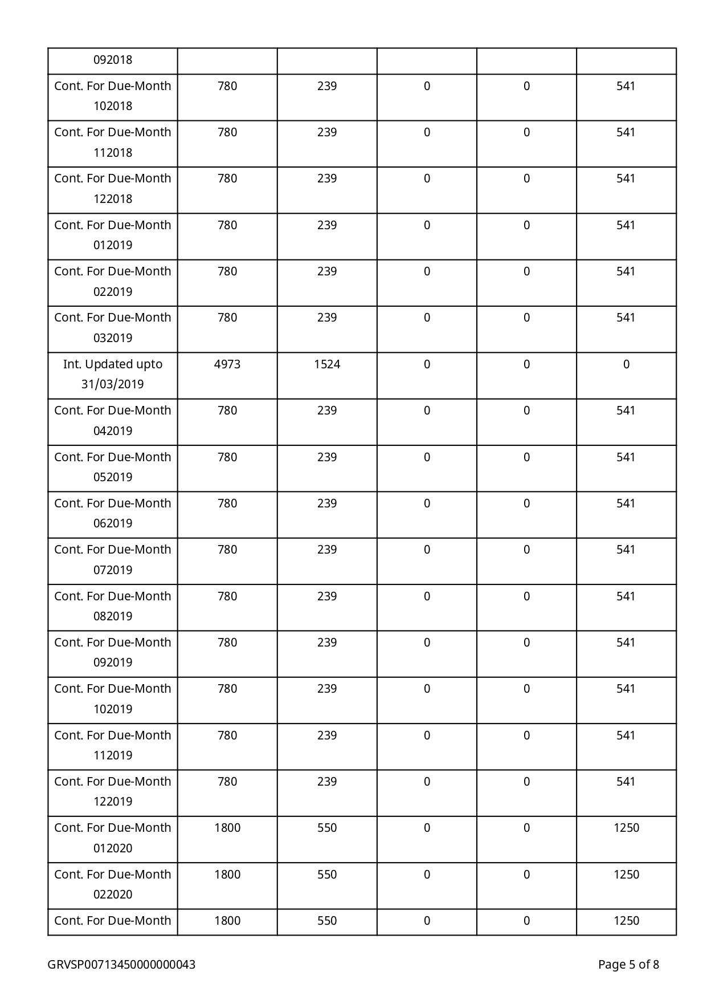 092018
Cont. For Due-Month 780 239 0 0 541
102018
Cont. For Due-Month 780 239 0 0 541
112018
Cont. For Due-Month 780 239 0 0 541
122018
Cont. For Due-Month 780 239 0 0 541
012019
Cont. For Due-Month 780 239 0 0 541
022019
Cont. For Due-Month 780 239 0 0 541
032019
Int. Updated upto 4973 1524 0 0 0
31/03/2019
Cont. For Due-Month 780 239 0 0 541
042019
Cont. For Due-Month 780 239 0 0 541
052019
Cont. For Due-Month 780 239 0 0 541
062019
Cont. For Due-Month 780 239 0 0 541
072019
Cont. For Due-Month 780 239 0 0 541
082019
Cont. For Due-Month 780 239 0 0 541
092019
Cont. For Due-Month 780 239 0 0 541
102019
Cont. For Due-Month 780 239 0 0 541
112019
Cont. For Due-Month 780 239 0 0 541
122019
Cont. For Due-Month 1800 550 0 0 1250
012020
Cont. For Due-Month 1800 550 0 0 1250
022020
Cont. For Due-Month 1800 550 0 0 1250
GRVSP00713450000000043 Page 5 of 8